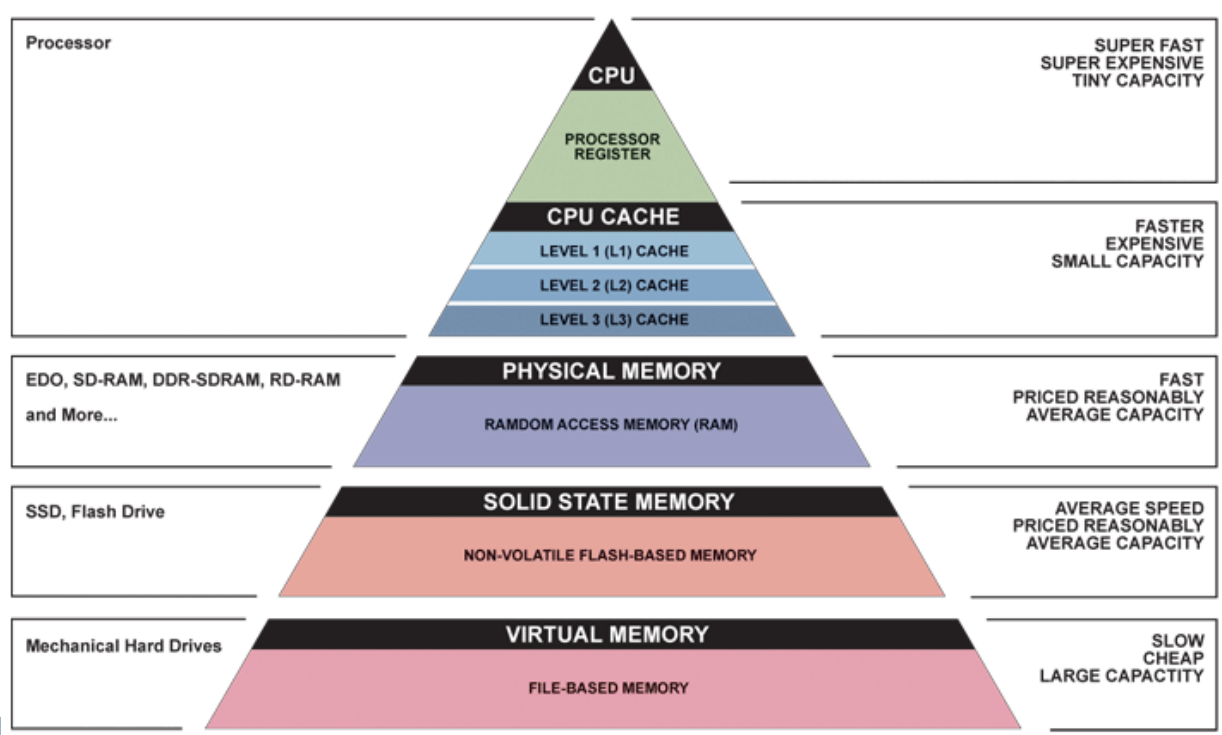 Processor
CPU
SUPER FAST
SUPER EXPENSIVE
TINY CAPACITY
PROCESSOR
REGISTER
CPU CACHE
LEVEL 1 (L1) CACHE
LEVEL 2 (L2) CACHE
LEVEL 3 (L3) CACHE
FASTER
EXPENSIVE
SMALL CAPACITY
EDO, SD-RAM, DDR-SDRAM, RD-RAM
and More...
PHYSICAL MEMORY
RAMDOM ACCESS MEMORY (RAM)
FAST
PRICED REASONABLY
AVERAGE CAPACITY
SSD, Flash Drive
SOLID STATE MEMORY
NON-VOLATILE FLASH-BASED MEMORY
AVERAGE SPEED
PRICED REASONABLY
AVERAGE CAPACITY
Mechanical Hard Drives
VIRTUAL MEMORY
FILE-BASED MEMORY
SLOW
CHEAP
LARGE CAPACTITY